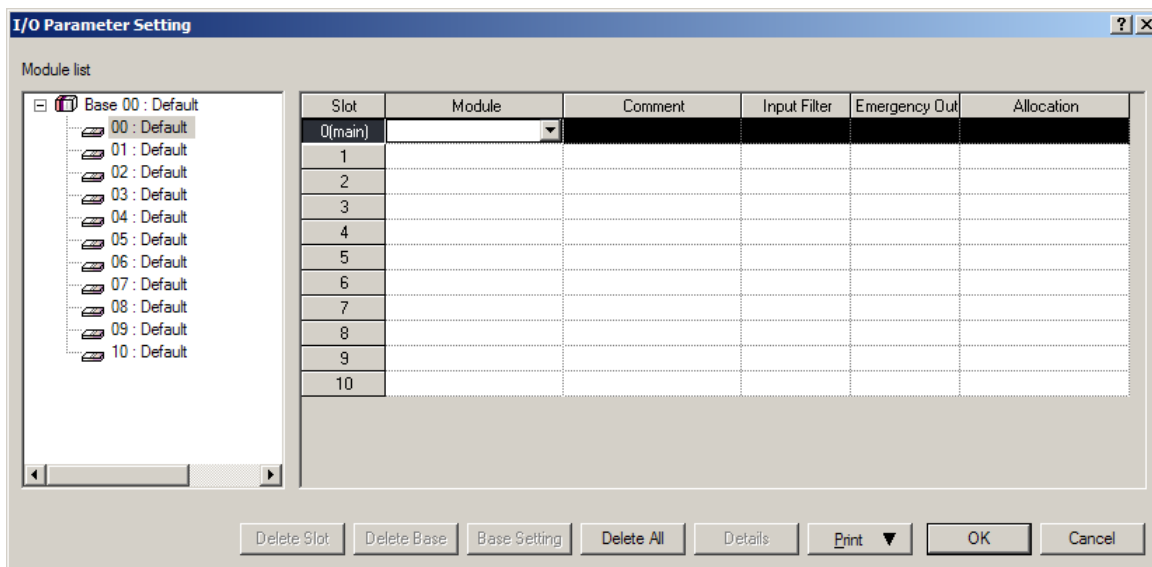 I/O Parameter Setting
Module list
Base 00 : Default
00 : Default
01 : Default
02 : Default
03 : Default
04 : Default
05 : Default
06 : Default
07 : Default
08 : Default
09 : Default
10 : Default
Slot Module Comment Input Filter Emergency Out Allocation
0(main)
1
2
3
4
5
6
7
8
9
10
Delete Slot Delete Base Base Setting Delete All Details Print ▼ OK Cancel